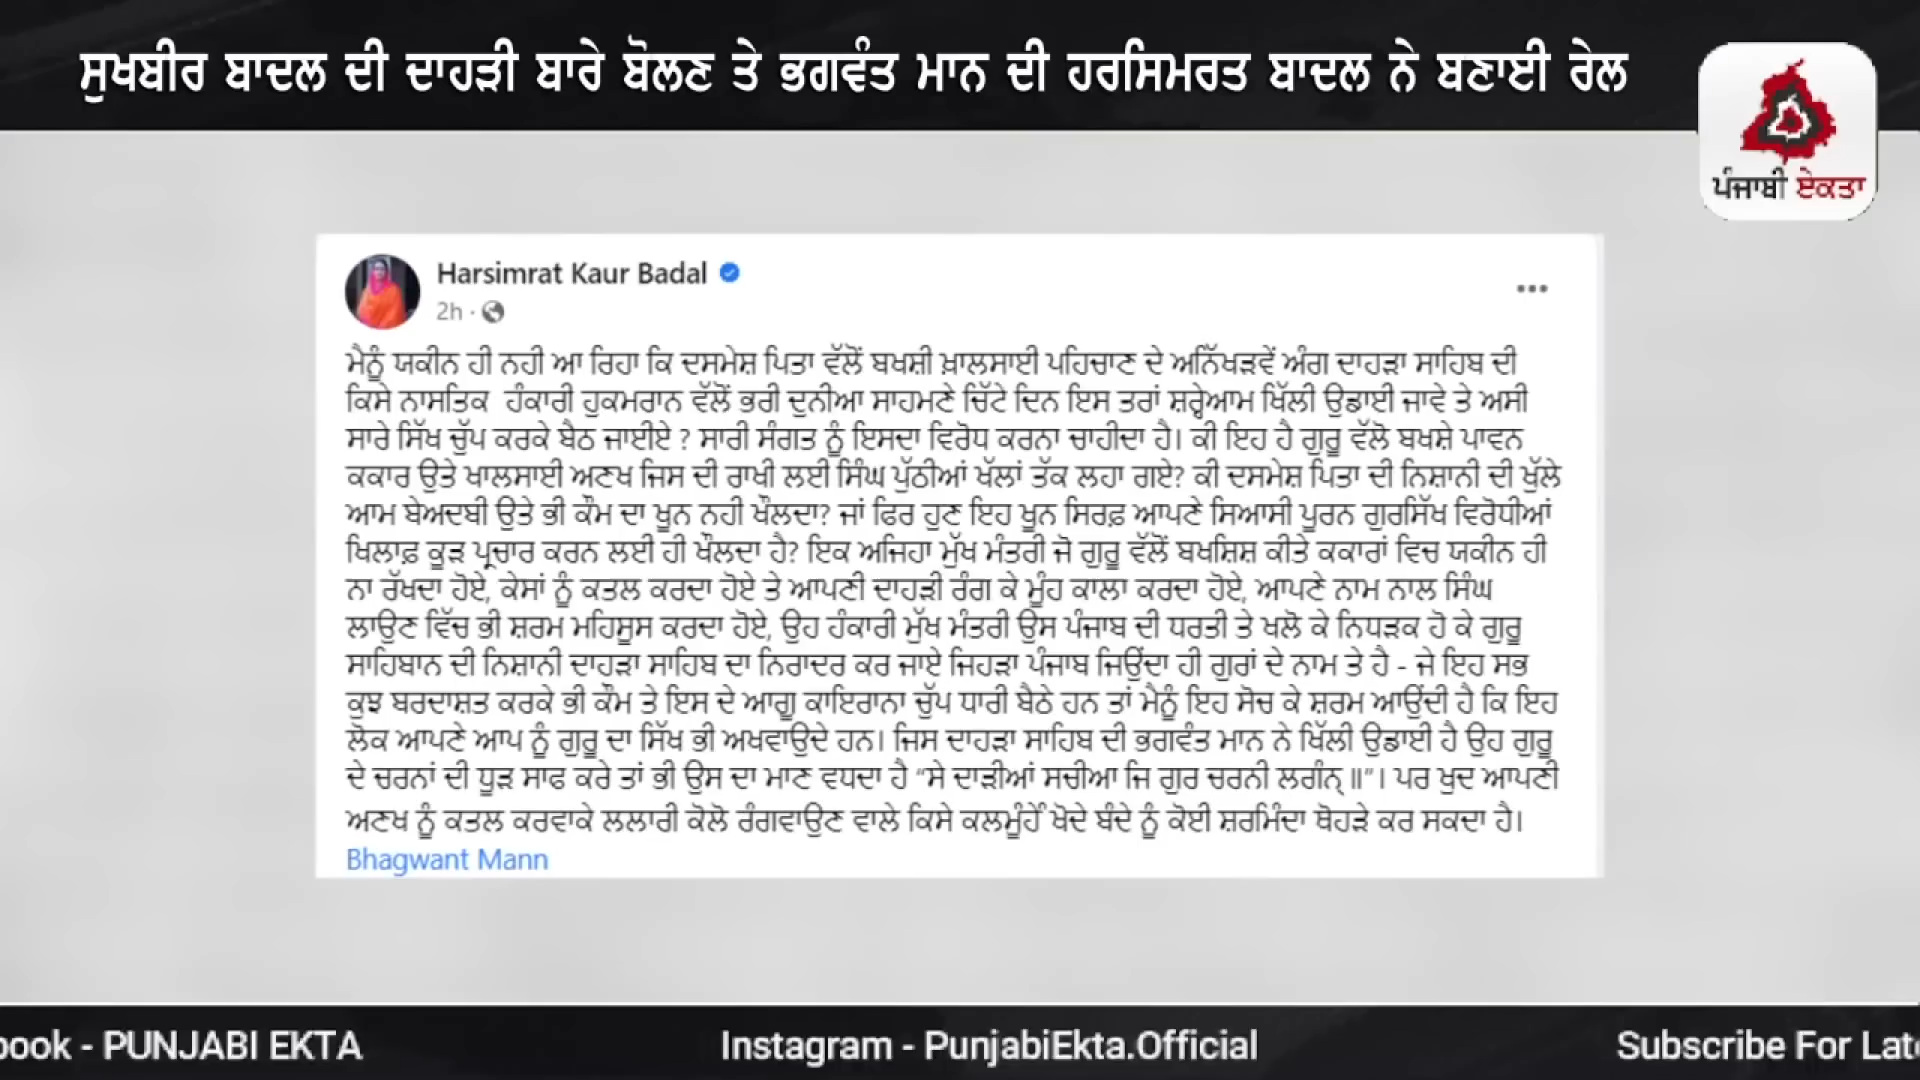 ਸੁਖਬੀਰ ਬਾਦਲ ਦੀ ਦਾਹੜੀ ਬਾਰੇ ਬੋਲਣ ਤੇ ਭਗਵੰਤ ਮਾਨ ਦੀ ਹਰਸਿਮਰਤ ਬਾਦਲ ਨੇ ਬਣਾਈ ਰੇਲ
ਪੰਜਾਬੀ ਏਕਤਾ
Harsimrat Kaur Badal
2h ·
ਮੈਨੂੰ ਯਕੀਨ ਹੀ ਨਹੀ ਆ ਰਿਹਾ ਕਿ ਦਸਮੇਸ਼ ਪਿਤਾ ਵੱਲੋਂ ਬਖਸ਼ੀ ਖ਼ਾਲਸਾਈ ਪਹਿਚਾਣ ਦੇ ਅਨਿੱਖੜਵੇਂ ਅੰਗ ਦਾਹੜਾ ਸਾਹਿਬ ਦੀ
ਕਿਸੇ ਨਾਸਤਿਕ ਹੰਕਾਰੀ ਹੁਕਮਰਾਨ ਵੱਲੋਂ ਭਰੀ ਦੁਨੀਆ ਸਾਹਮਣੇ ਚਿੱਟੇ ਦਿਨ ਇਸ ਤਰਾਂ ਸ਼ਰ੍ਹੇਆਮ ਖਿੱਲੀ ਉਡਾਈ ਜਾਵੇ ਤੇ ਅਸੀ
ਸਾਰੇ ਸਿੱਖ ਚੁੱਪ ਕਰਕੇ ਬੈਠ ਜਾਈਏ ? ਸਾਰੀ ਸੰਗਤ ਨੂੰ ਇਸਦਾ ਵਿਰੋਧ ਕਰਨਾ ਚਾਹੀਦਾ ਹੈ। ਕੀ ਇਹ ਹੈ ਗੁਰੂ ਵੱਲੋ ਬਖਸ਼ੇ ਪਾਵਨ
ਕਕਾਰ ਉਤੇ ਖਾਲਸਾਈ ਅਣਖ ਜਿਸ ਦੀ ਰਾਖੀ ਲਈ ਸਿੰਘ ਪੁੱਠੀਆਂ ਖੱਲਾਂ ਤੱਕ ਲਹਾ ਗਏ? ਕੀ ਦਸਮੇਸ਼ ਪਿਤਾ ਦੀ ਨਿਸ਼ਾਨੀ ਦੀ ਖੁੱਲੇ
ਆਮ ਬੇਅਦਬੀ ਉਤੇ ਭੀ ਕੌਮ ਦਾ ਖੂਨ ਨਹੀ ਖੌਲਦਾ? ਜਾਂ ਫਿਰ ਹੁਣ ਇਹ ਖੂਨ ਸਿਰਫ਼ ਆਪਣੇ ਸਿਆਸੀ ਪੂਰਨ ਗੁਰਸਿੱਖ ਵਿਰੋਧੀਆਂ
ਖਿਲਾਫ਼ ਕੂੜ ਪ੍ਰਚਾਰ ਕਰਨ ਲਈ ਹੀ ਖੌਲਦਾ ਹੈ? ਇਕ ਅਜਿਹਾ ਮੁੱਖ ਮੰਤਰੀ ਜੋ ਗੁਰੂ ਵੱਲੋਂ ਬਖਸ਼ਿਸ਼ ਕੀਤੇ ਕਕਾਰਾਂ ਵਿਚ ਯਕੀਨ ਹੀ
ਨਾ ਰੱਖਦਾ ਹੋਏ, ਕੇਸਾਂ ਨੂੰ ਕਤਲ ਕਰਦਾ ਹੋਏ ਤੇ ਆਪਣੀ ਦਾਹੜੀ ਰੰਗ ਕੇ ਮੂੰਹ ਕਾਲਾ ਕਰਦਾ ਹੋਏ, ਆਪਣੇ ਨਾਮ ਨਾਲ ਸਿੰਘ
ਲਾਉਣ ਵਿੱਚ ਭੀ ਸ਼ਰਮ ਮਹਿਸੂਸ ਕਰਦਾ ਹੋਏ, ਉਹ ਹੰਕਾਰੀ ਮੁੱਖ ਮੰਤਰੀ ਉਸ ਪੰਜਾਬ ਦੀ ਧਰਤੀ ਤੇ ਖਲੋ ਕੇ ਨਿਧੜਕ ਹੋ ਕੇ ਗੁਰੂ
ਸਾਹਿਬਾਨ ਦੀ ਨਿਸ਼ਾਨੀ ਦਾਹੜਾ ਸਾਹਿਬ ਦਾ ਨਿਰਾਦਰ ਕਰ ਜਾਏ ਜਿਹੜਾ ਪੰਜਾਬ ਜਿਉਂਦਾ ਹੀ ਗੁਰਾਂ ਦੇ ਨਾਮ ਤੇ ਹੈ - ਜੇ ਇਹ ਸਭ
ਕੁਝ ਬਰਦਾਸ਼ਤ ਕਰਕੇ ਭੀ ਕੌਮ ਤੇ ਇਸ ਦੇ ਆਗੂ ਕਾਇਰਾਨਾ ਚੁੱਪ ਧਾਰੀ ਬੈਠੇ ਹਨ ਤਾਂ ਮੈਨੂੰ ਇਹ ਸੋਚ ਕੇ ਸ਼ਰਮ ਆਉਂਦੀ ਹੈ ਕਿ ਇਹ
ਲੋਕ ਆਪਣੇ ਆਪ ਨੂੰ ਗੁਰੂ ਦਾ ਸਿੱਖ ਭੀ ਅਖਵਾਉਦੇ ਹਨ। ਜਿਸ ਦਾਹੜਾ ਸਾਹਿਬ ਦੀ ਭਗਵੰਤ ਮਾਨ ਨੇ ਖਿੱਲੀ ਉਡਾਈ ਹੈ ਉਹ ਗੁਰੂ
ਦੇ ਚਰਨਾਂ ਦੀ ਧੂੜ ਸਾਫ ਕਰੇ ਤਾਂ ਭੀ ਉਸ ਦਾ ਮਾਣ ਵਧਦਾ ਹੈ “ਸੇ ਦਾੜੀਆਂ ਸਚੀਆ ਜਿ ਗੁਰ ਚਰਨੀ ਲਗੰਨ੍ਹਿ॥”। ਪਰ ਖੁਦ ਆਪਣੀ
ਅਣਖ ਨੂੰ ਕਤਲ ਕਰਵਾਕੇ ਲਲਾਰੀ ਕੋਲੋ ਰੰਗਵਾਉਣ ਵਾਲੇ ਕਿਸੇ ਕਲਮੂੰਹੇਂ ਖੋਦੇ ਬੰਦੇ ਨੂੰ ਕੋਈ ਸ਼ਰਮਿੰਦਾ ਥੋਹੜੇ ਕਰ ਸਕਦਾ ਹੈ।
Bhagwant Mann
book - PUNJABI EKTA Instagram - PunjabiEkta.Official Subscribe For Late